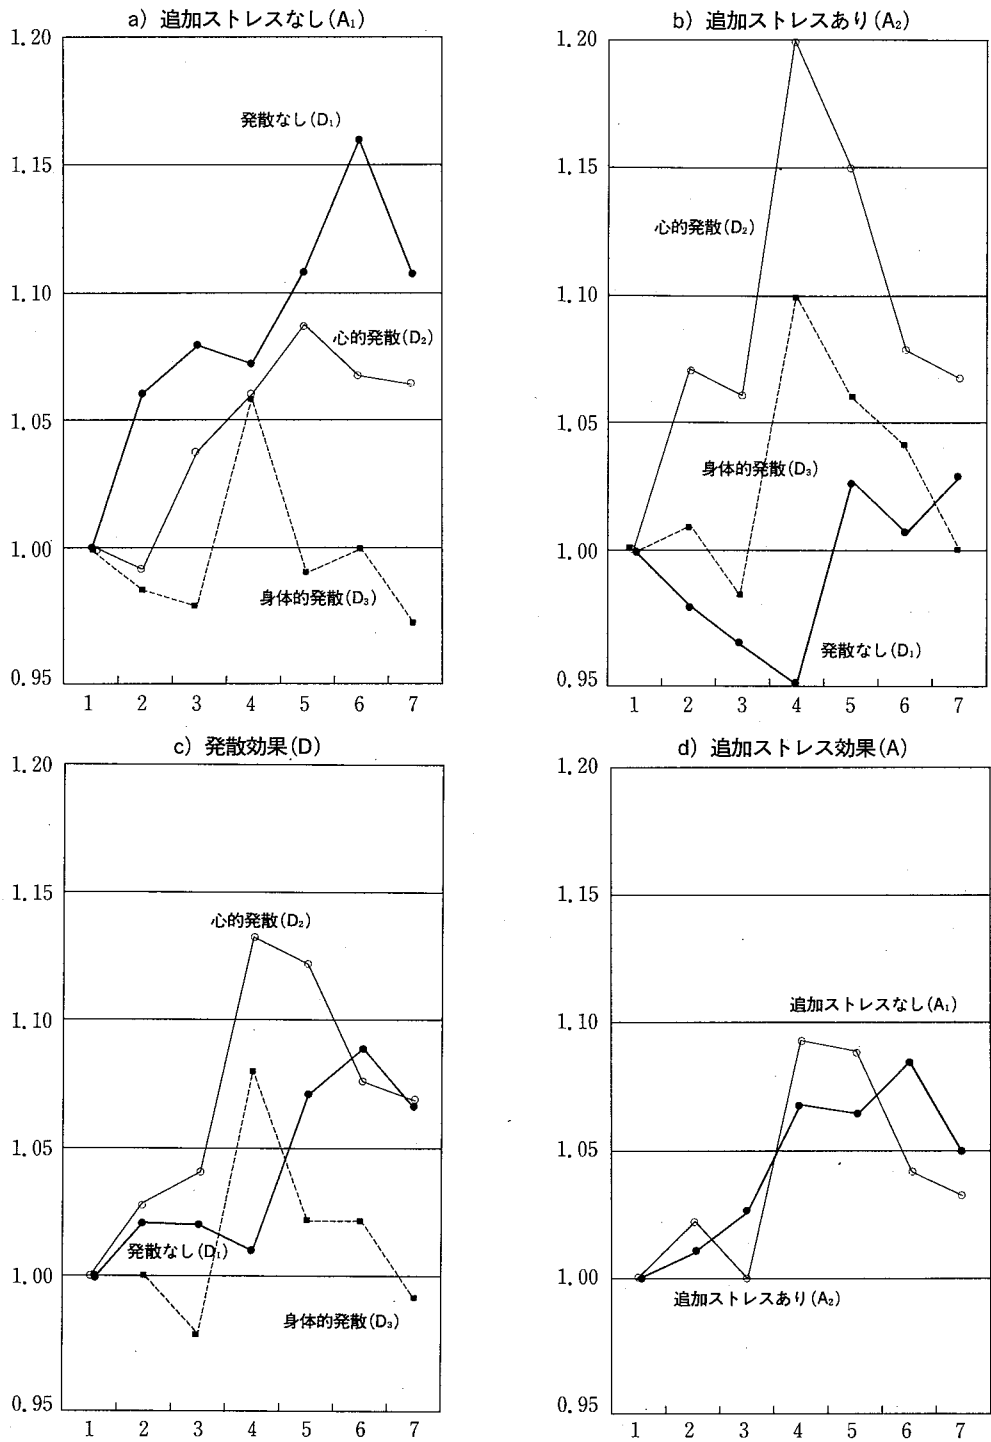 a) 追加ストレスなし(A₁)
1.20
1.15
1.10
1.05
1.00
0.95
発散なし(D₁)
心的発散(D₂)
身体的発散(D₃)
1 2 3 4 5 6 7
b) 追加ストレスあり(A₂)
1.20
1.15
1.10
1.05
1.00
0.95
心的発散(D₂)
身体的発散(D₃)
発散なし(D₁)
1 2 3 4 5 6 7
c) 発散効果(D)
1.20
1.15
1.10
1.05
1.00
0.95
心的発散(D₂)
発散なし(D₁)
身体的発散(D₃)
1 2 3 4 5 6 7
d) 追加ストレス効果(A)
1.20
1.15
1.10
1.05
1.00
0.95
追加ストレスなし(A₁)
追加ストレスあり(A₂)
1 2 3 4 5 6 7